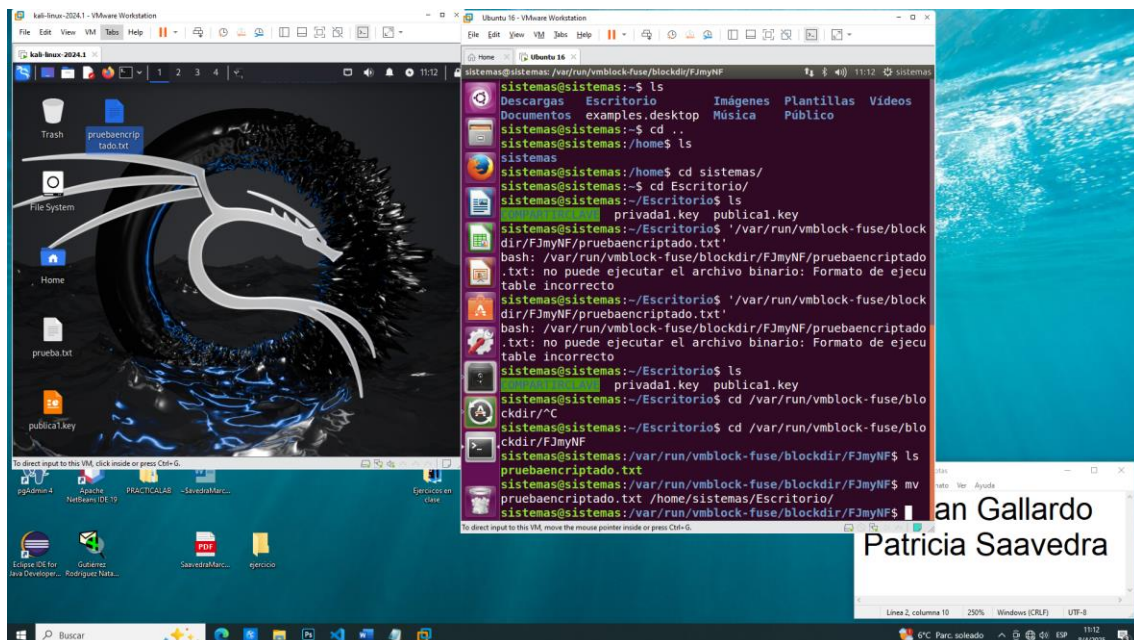 kali-linux-2024.1 - VMware Workstation
File Edit View VM Tabs Help
kali-linux-2024.1
1 2 3 4
11:12
Trash
pruebaencrip
tado.txt
File System
Home
prueba.txt
publica1.key
To direct input to this VM, click inside or press Ctrl+G.
Ubuntu 16 - VMware Workstation
File Edit View VM Tabs Help
Home
Ubuntu 16
sistemas@sistemas: /var/run/vmblock-fuse/blockdir/FJmyNF
11:12 sistemas
sistemas@sistemas:~$ ls
Descargas Escritorio Imágenes Plantillas Vídeos
Documentos examples.desktop Música Público
sistemas@sistemas:~$ cd ..
sistemas@sistemas:/home$ ls
sistemas
sistemas@sistemas:/home$ cd sistemas/
sistemas@sistemas:~$ cd Escritorio/
sistemas@sistemas:~/Escritorio$ ls
COMPARTIRCLAVE privada1.key publica1.key
sistemas@sistemas:~/Escritorio$ '/var/run/vmblock-fuse/block
dir/FJmyNF/pruebaencriptado.txt'
bash: /var/run/vmblock-fuse/blockdir/FJmyNF/pruebaencriptado
.txt: no puede ejecutar el archivo binario: Formato de ejecu
table incorrecto
sistemas@sistemas:~/Escritorio$ '/var/run/vmblock-fuse/block
dir/FJmyNF/pruebaencriptado.txt'
bash: /var/run/vmblock-fuse/blockdir/FJmyNF/pruebaencriptado
.txt: no puede ejecutar el archivo binario: Formato de ejecu
table incorrecto
sistemas@sistemas:~/Escritorio$ ls
COMPARTIRCLAVE privada1.key publica1.key
sistemas@sistemas:~/Escritorio$ cd /var/run/vmblock-fuse/blo
ckdir/^C
sistemas@sistemas:~/Escritorio$ cd /var/run/vmblock-fuse/blo
ckdir/FJmyNF
sistemas@sistemas:/var/run/vmblock-fuse/blockdir/FJmyNF$ ls
pruebaencriptado.txt
sistemas@sistemas:/var/run/vmblock-fuse/blockdir/FJmyNF$ mv
pruebaencriptado.txt /home/sistemas/Escritorio/
sistemas@sistemas:/var/run/vmblock-fuse/blockdir/FJmyNF$
To direct input to this VM, move the mouse pointer inside or press Ctrl+G.
pgAdmin 4
Apache
NetBeans IDE 19
PRACTICALAB
~SavedraMarc...
Ejercicos en
clase
Eclipse IDE for
Java Developer...
Gutierrez
Rodríguez Nata...
PDF
SaavedraMarc...
ejercicio
Ver Ayuda
an Gallardo
Patricia Saavedra
Línea 2, columna 10 250% Windows (CRLF) UTF-8
Buscar
6°C Parc. soleado
ESP
11:12